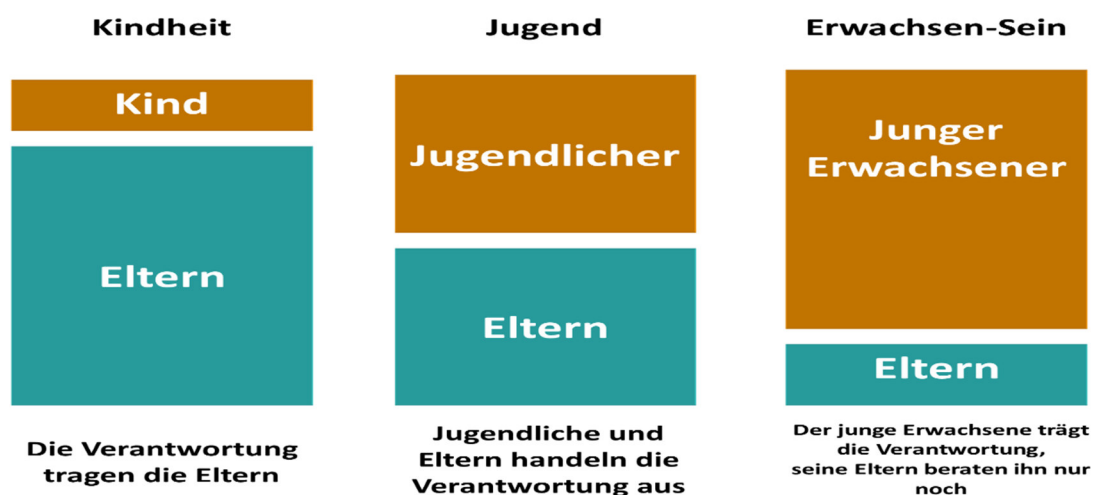 Kindheit
Kind
Eltern
Die Verantwortung
tragen die Eltern
Jugend
Jugendlicher
Eltern
Jugendliche und
Eltern handeln die
Verantwortung aus
Erwachsen-Sein
Junger
Erwachsener
Eltern
Der junge Erwachsene trägt
die Verantwortung,
seine Eltern beraten ihn nur
noch